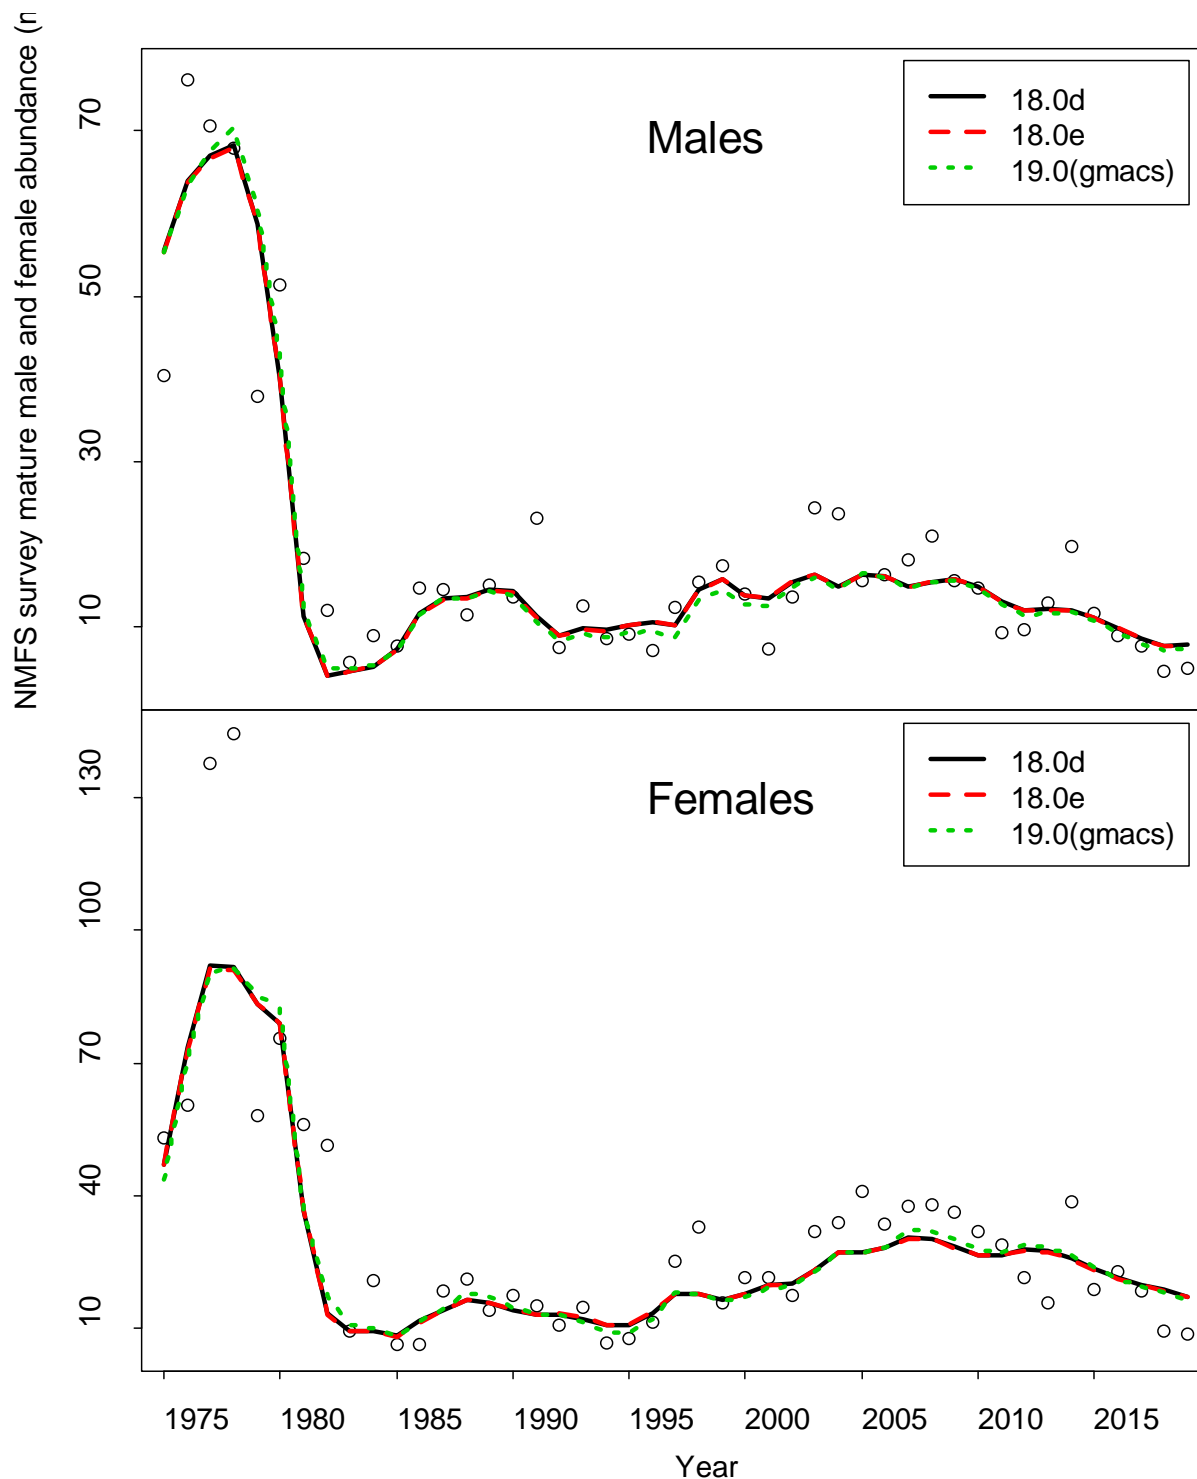 NMFS survey mature male and female abundance (
Males
18.0d
18.0e
19.0(gmacs)
70
50
30
10
Females
18.0d
18.0e
19.0(gmacs)
130
100
70
40
10
1975 1980 1985 1990 1995 2000 2005 2010 2015
Year